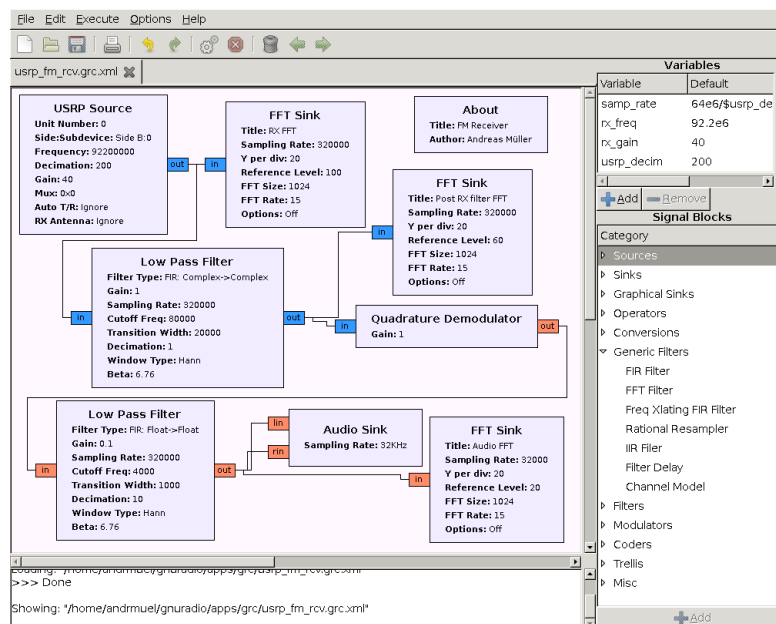 File Edit Execute Options Help
usrp_fm_rcv.grc.xml
USRP Source
Unit Number: 0
Side:Subdevice: Side B:0
Frequency: 92200000
Decimation: 200
Gain: 40
Mux: 0x0
Auto T/R: Ignore
RX Antenna: Ignore
out
in
FFT Sink
Title: RX FFT
Sampling Rate: 320000
Y per div: 20
Reference Level: 100
FFT Size: 1024
FFT Rate: 15
Options: Off
About
Title: FM Receiver
Author: Andreas Müller
in
FFT Sink
Title: Post RX filter FFT
Sampling Rate: 320000
Y per div: 20
Reference Level: 60
FFT Size: 1024
FFT Rate: 15
Options: Off
in
Low Pass Filter
Filter Type: FIR: Complex->Complex
Gain: 1
Sampling Rate: 320000
Cutoff Freq: 80000
Transition Width: 20000
Decimation: 1
Window Type: Hann
Beta: 6.76
out
in
Quadrature Demodulator
Gain: 1
out
in
Low Pass Filter
Filter Type: FIR: Float->Float
Gain: 0.1
Sampling Rate: 320000
Cutoff Freq: 4000
Transition Width: 1000
Decimation: 10
Window Type: Hann
Beta: 6.76
out
lin
rin
Audio Sink
Sampling Rate: 32KHz
in
FFT Sink
Title: Audio FFT
Sampling Rate: 32000
Y per div: 20
Reference Level: 20
FFT Size: 1024
FFT Rate: 15
Options: Off
Loading: "/home/andrmuel/gnuradio/apps/grc/usrp_fm_rcv.grc.xml"
>>> Done
Showing: "/home/andrmuel/gnuradio/apps/grc/usrp_fm_rcv.grc.xml"
Variables
Variable Default
samp_rate 64e6/$usrp_de
rx_freq 92.2e6
rx_gain 40
usrp_decim 200
Add Remove
Signal Blocks
Category
Sources
Sinks
Graphical Sinks
Operators
Conversions
Generic Filters
FIR Filter
FFT Filter
Freq Xlating FIR Filter
Rational Resampler
IIR Filer
Filter Delay
Channel Model
Filters
Modulators
Coders
Trellis
Misc
Add